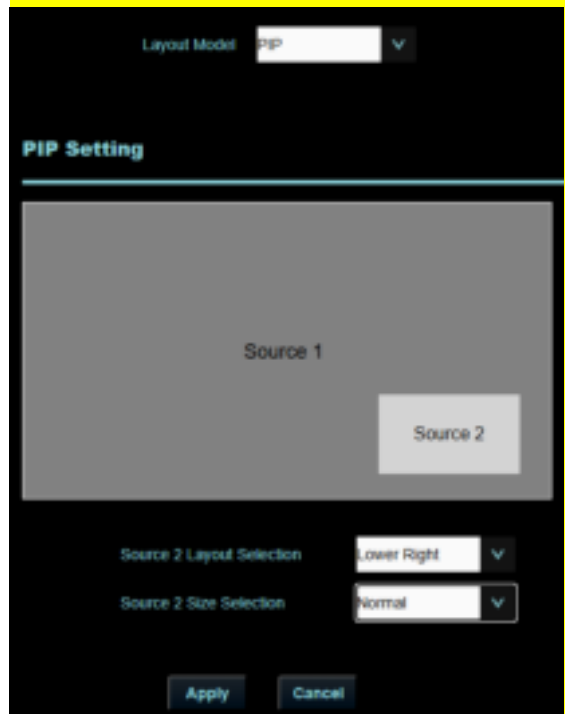 Layout Model PIP
PIP Setting
Source 1
Source 2
Source 2 Layout Selection Lower Right
Source 2 Size Selection Normal
Apply Cancel